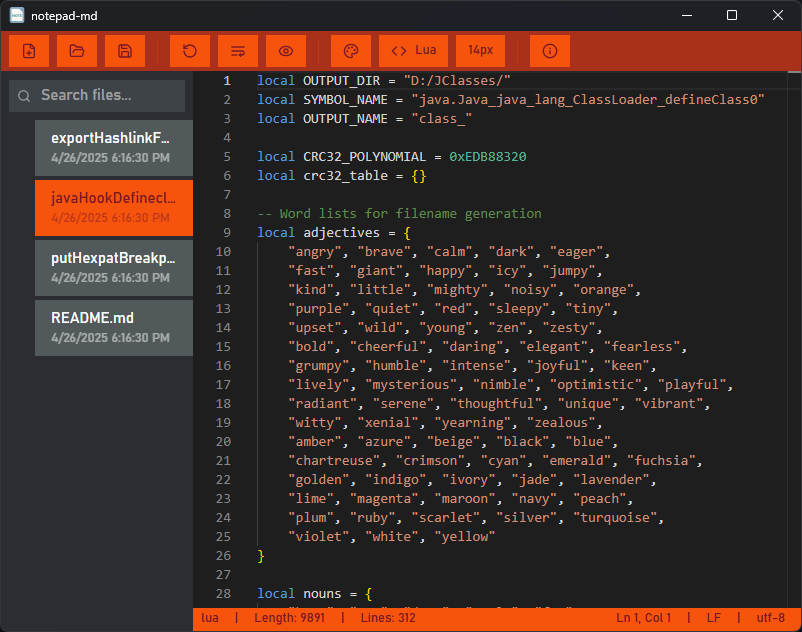 notepad-md
Lua
14px
Search files...
exportHashlinkF...
4/26/2025 6:16:30 PM
javaHookDefinecl...
4/26/2025 6:16:30 PM
putHexpatBreakp...
4/26/2025 6:16:30 PM
README.md
4/26/2025 6:16:30 PM
1 local OUTPUT_DIR = "D:/JClasses/"
2 local SYMBOL_NAME = "java.Java_java_lang_ClassLoader_defineClass0"
3 local OUTPUT_NAME = "class_"
4
5 local CRC32_POLYNOMIAL = 0xEDB88320
6 local crc32_table = {}
7
8 -- Word lists for filename generation
9 local adjectives = {
10 "angry", "brave", "calm", "dark", "eager",
11 "fast", "giant", "happy", "icy", "jumpy",
12 "kind", "little", "mighty", "noisy", "orange",
13 "purple", "quiet", "red", "sleepy", "tiny",
14 "upset", "wild", "young", "zen", "zesty",
15 "bold", "cheerful", "daring", "elegant", "fearless",
16 "grumpy", "humble", "intense", "joyful", "keen",
17 "lively", "mysterious", "nimble", "optimistic", "playful",
18 "radiant", "serene", "thoughtful", "unique", "vibrant",
19 "witty", "xenial", "yearning", "zealous",
20 "amber", "azure", "beige", "black", "blue",
21 "chartreuse", "crimson", "cyan", "emerald", "fuchsia",
22 "golden", "indigo", "ivory", "jade", "lavender",
23 "lime", "magenta", "maroon", "navy", "peach",
24 "plum", "ruby", "scarlet", "silver", "turquoise",
25 "violet", "white", "yellow"
26 }
27
28 local nouns = {
lua | Length: 9891 | Lines: 312 Ln 1, Col 1 | LF | utf-8